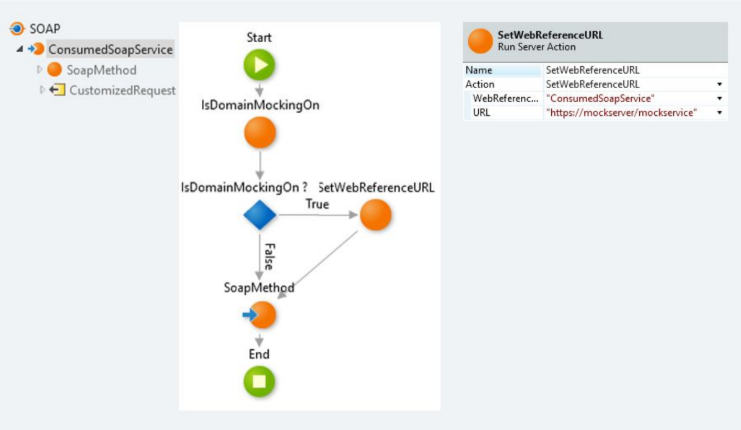 SOAP
ConsumedSoapService
SoapMethod
CustomizedRequest
Start
IsDomainMockingOn
IsDomainMockingOn ?
SetWebReferenceURL
True
False
SoapMethod
End
SetWebReferenceURL
Run Server Action
Name SetWebReferenceURL
Action SetWebReferenceURL
WebReferenc... "ConsumedSoapService"
URL "https://mockserver/mockservice"